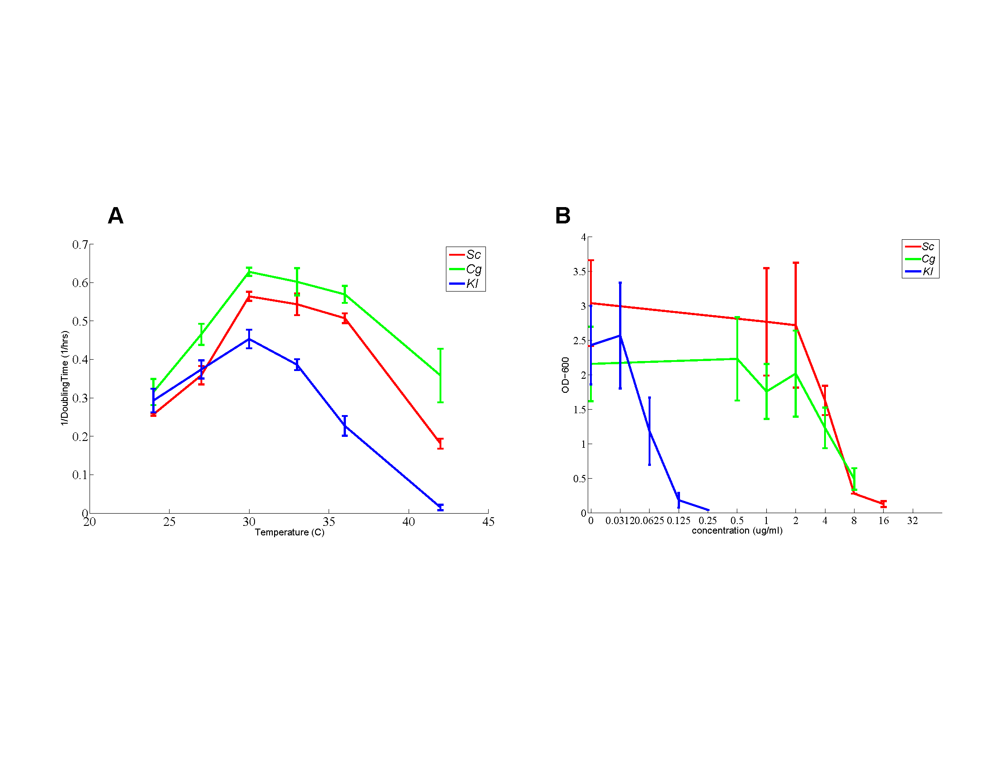 A
B
0.7
0.6
0.5
0.4
0.3
0.2
0.1
0
1/DoublingTime (1/hrs)
20 25 30 35 40 45
Temperature (C)
Sc
Cg
Kl
4
3.5
3
2.5
2
1.5
1
0.5
0
OD-600
0 0.0312 0.0625 0.125 0.25 0.5 1 2 4 8 16 32
concentration (ug/ml)
Sc
Cg
Kl